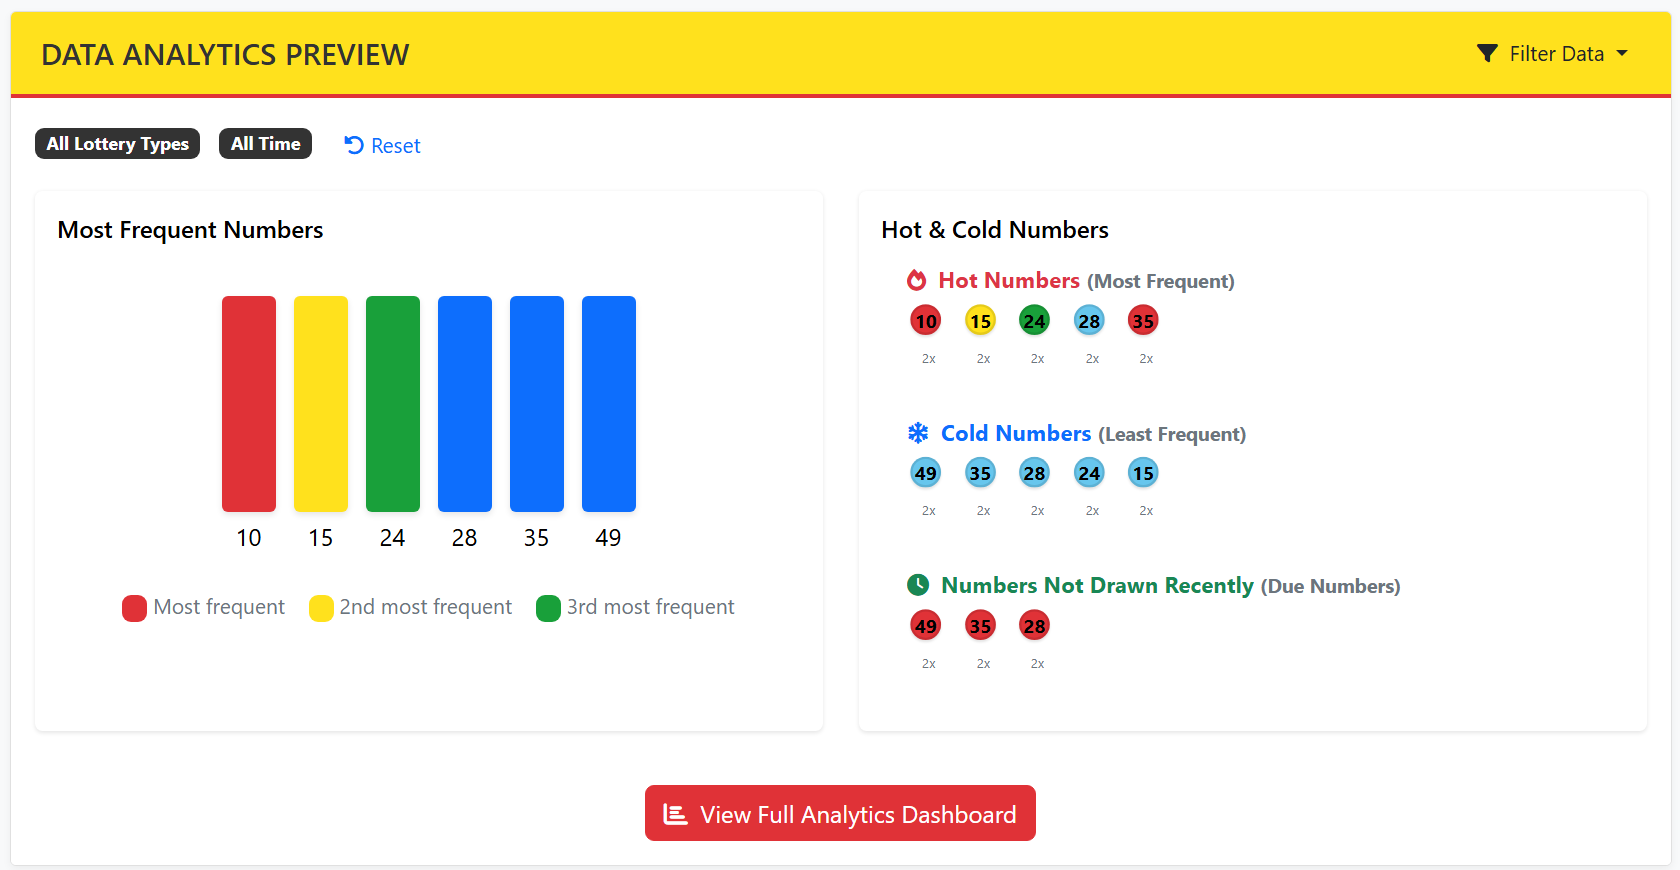 DATA ANALYTICS PREVIEW
Filter Data
All Lottery Types
All Time
Reset
Most Frequent Numbers
10 15 24 28 35 49
Most frequent
2nd most frequent
3rd most frequent
Hot & Cold Numbers
Hot Numbers (Most Frequent)
10 15 24 28 35
2x 2x 2x 2x 2x
Cold Numbers (Least Frequent)
49 35 28 24 15
2x 2x 2x 2x 2x
Numbers Not Drawn Recently (Due Numbers)
49 35 28
2x 2x 2x
View Full Analytics Dashboard